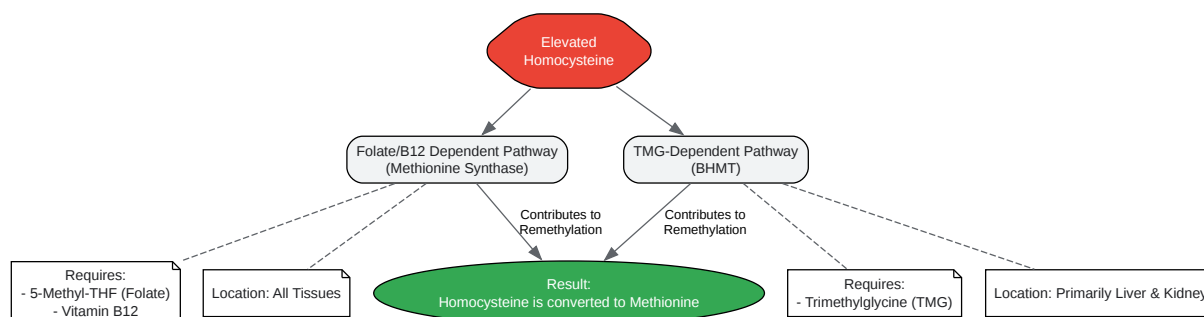 Elevated
Homocysteine
Folate/B12 Dependent Pathway
(Methionine Synthase)
TMG-Dependent Pathway
(BHMT)
Contributes to
Remethylation
Contributes to
Remethylation
Requires:
- 5-Methyl-THF (Folate)
- Vitamin B12
Location: All Tissues
Result:
Homocysteine is converted to Methionine
Requires:
- Trimethylglycine (TMG)
Location: Primarily Liver & Kidney